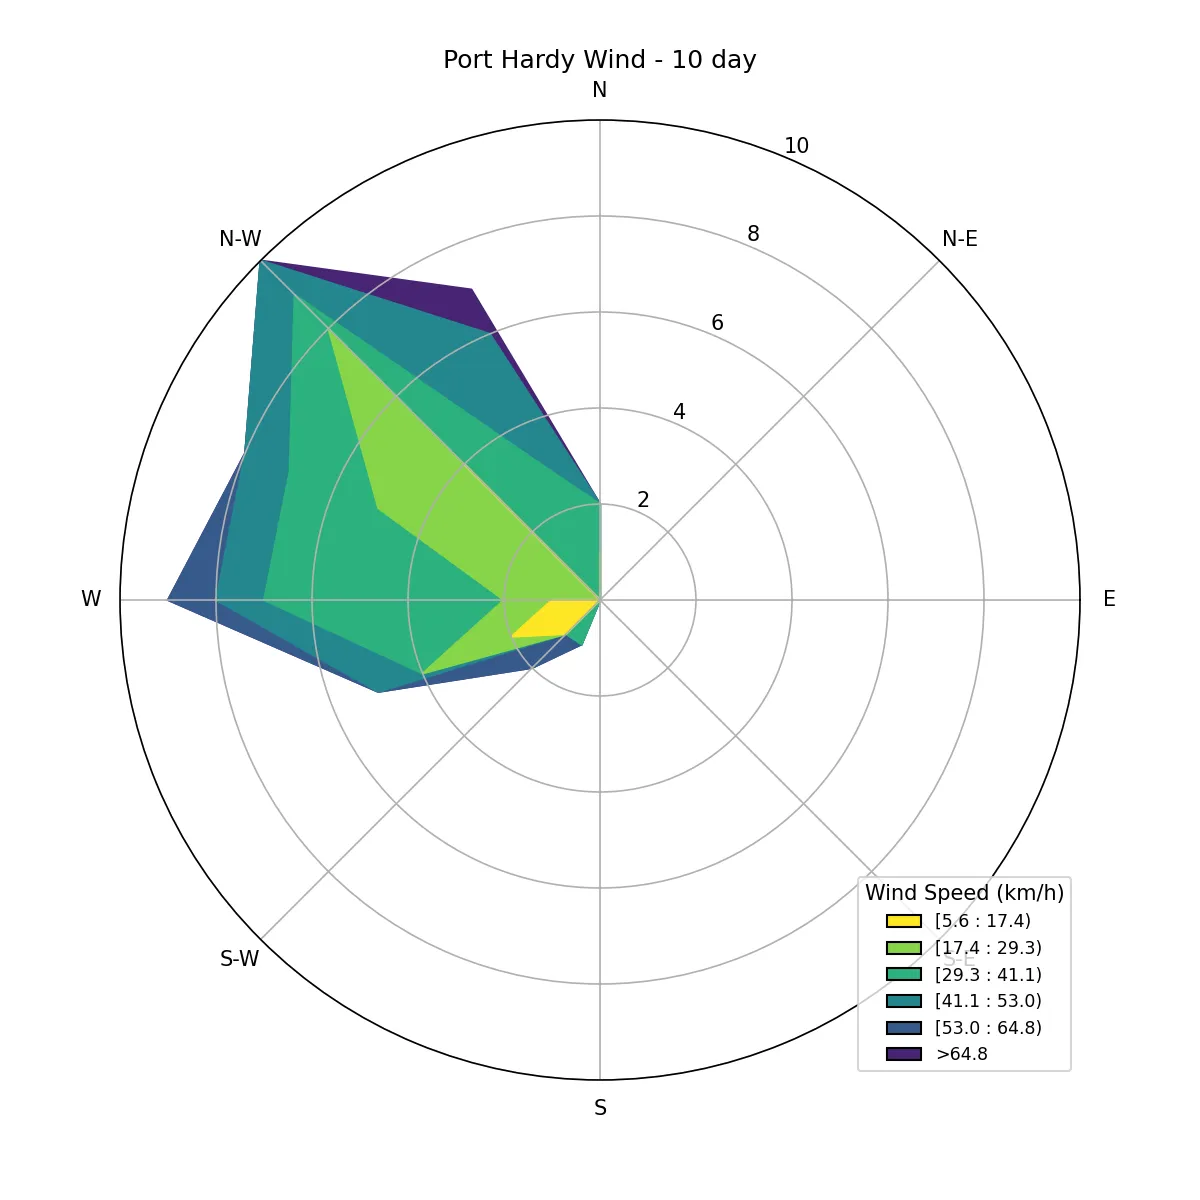 Port Hardy Wind - 10 day
N
10
N-W
8
N-E
6
4
2
W
E
S-W
S-E
S
Wind Speed (km/h)
[5.6 : 17.4)
[17.4 : 29.3)
[29.3 : 41.1)
[41.1 : 53.0)
[53.0 : 64.8)
>64.8